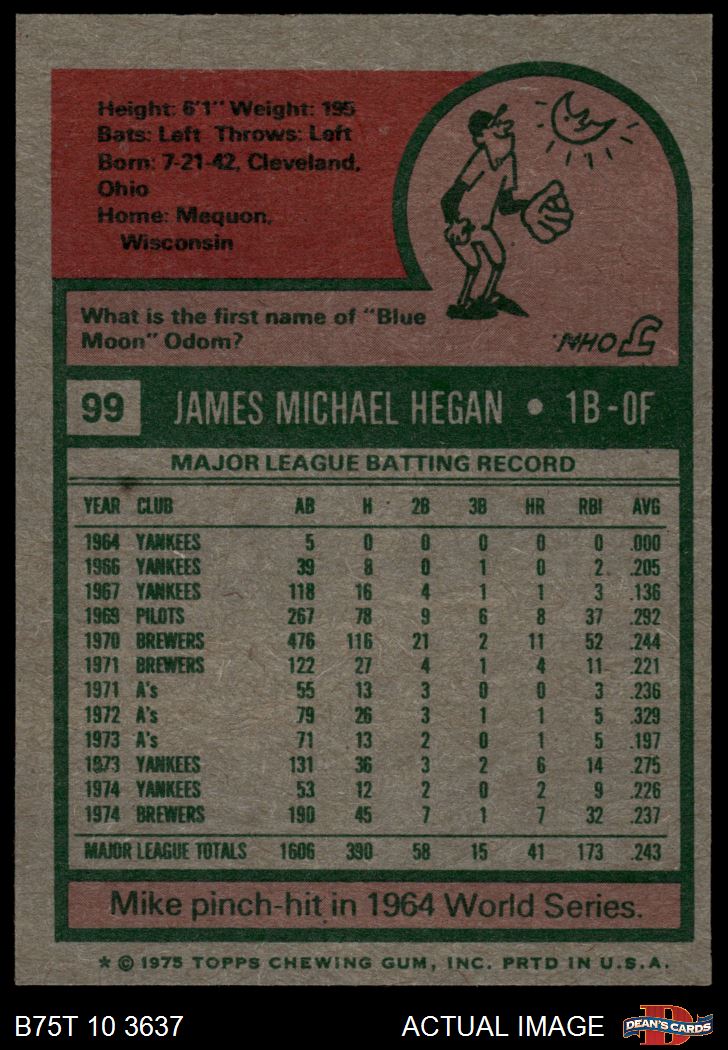 Height: 6'1" Weight: 195
Bats: Left Throws: Left
Born: 7-21-42, Cleveland,
Ohio
Home: Mequon,
Wisconsin
What is the first name of "Blue
Moon" Odom?
JOHN.
99 JAMES MICHAEL HEGAN • 1B-OF
MAJOR LEAGUE BATTING RECORD
YEAR CLUB AB H 2B 3B HR RBI AVG
1964 YANKEES 5 0 0 0 0 0 .000
1966 YANKEES 39 8 0 1 0 2 .205
1967 YANKEES 118 16 4 1 1 3 .136
1969 PILOTS 267 78 9 6 8 37 .292
1970 BREWERS 476 116 21 2 11 52 .244
1971 BREWERS 122 27 4 1 4 11 .221
1971 A's 55 13 3 0 0 3 .236
1972 A's 79 26 3 1 1 5 .329
1973 A's 71 13 2 0 1 5 .197
1973 YANKEES 131 36 3 2 6 14 .275
1974 YANKEES 53 12 2 0 2 9 .226
1974 BREWERS 190 45 7 1 7 32 .237
MAJOR LEAGUE TOTALS 1606 390 58 15 41 173 .243
Mike pinch-hit in 1964 World Series.
* © 1975 TOPPS CHEWING GUM, INC. PRTD IN U.S.A.
B75T 10 3637 ACTUAL IMAGE D DEAN'S CARDS